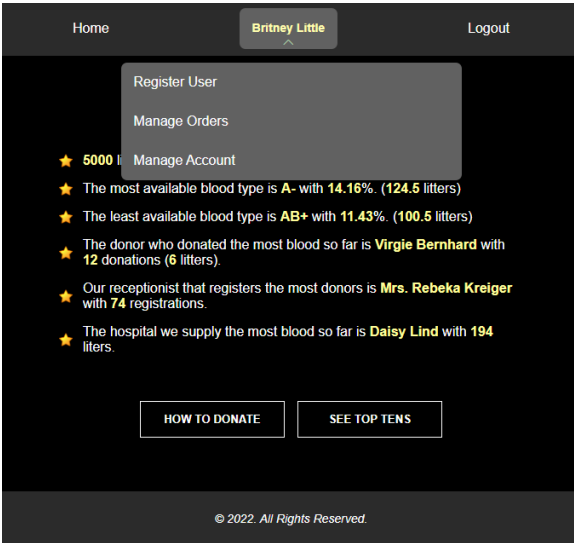 Home
Britney Little
Logout
Register User
Manage Orders
Manage Account
5000
The most available blood type is A- with 14.16%. (124.5 litters)
The least available blood type is AB+ with 11.43%. (100.5 litters)
The donor who donated the most blood so far is Virgie Bernhard with
12 donations (6 litters).
Our receptionist that registers the most donors is Mrs. Rebeka Kreiger
with 74 registrations.
The hospital we supply the most blood so far is Daisy Lind with 194
liters.
HOW TO DONATE
SEE TOP TENS
© 2022. All Rights Reserved.